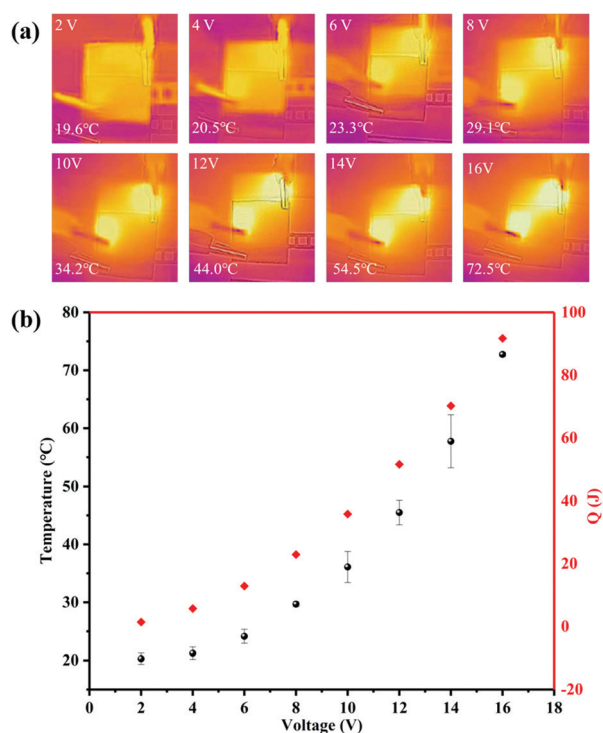 (a)
2 V
4 V
6 V
8 V
19.6℃
20.5℃
23.3℃
29.1℃
10V
12V
14V
16V
34.2℃
44.0℃
54.5℃
72.5℃
(b)
80
70
60
50
40
30
20
Temperature (℃)
100
80
60
40
20
0
-20
Q (J)
0 2 4 6 8 10 12 14 16 18
Voltage (V)